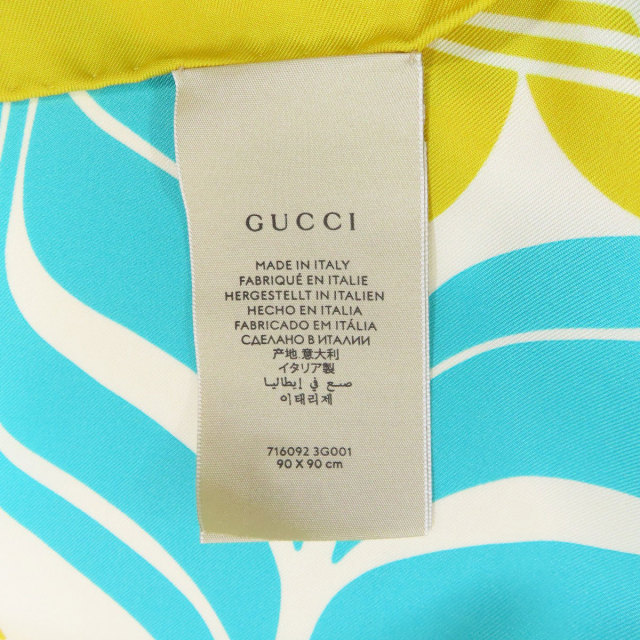 GUCCI
MADE IN ITALY
FABRIQUÉ EN ITALIE
HERGESTELLT IN ITALIEN
HECHO EN ITALIA
FABRICADO EM ITÁLIA
СДЕЛАНО В ИТАЛИИ
产地.意大利
イタリア製
صنع في إيطاليا
이태리제
716092 3G001
90 X 90 cm